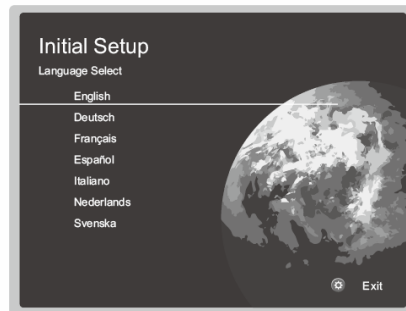 Initial Setup
Language Select
English
Deutsch
Français
Español
Italiano
Nederlands
Svenska
Exit